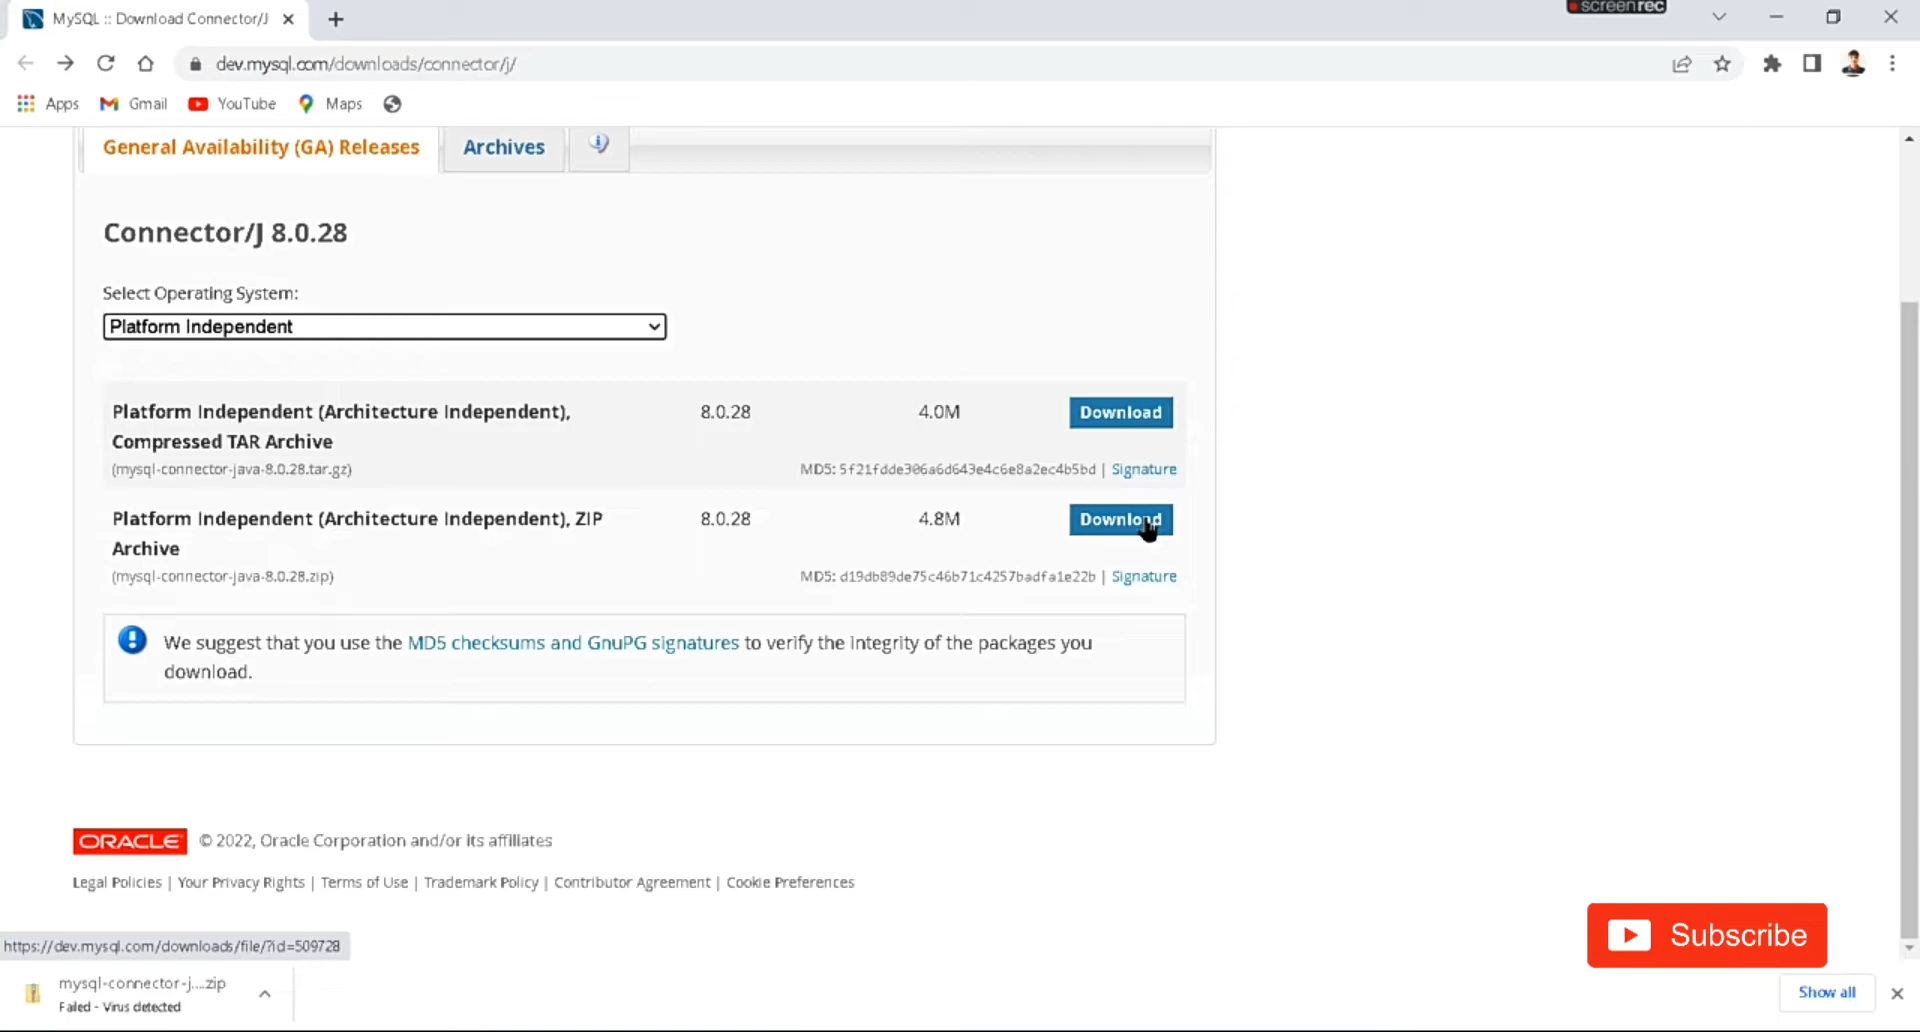 MySQL :: Download Connector/J
screenrec
dev.mysql.com/downloads/connector/j/
Apps Gmail YouTube Maps
General Availability (GA) Releases Archives
Connector/J 8.0.28
Select Operating System:
Platform Independent
Platform Independent (Architecture Independent), 8.0.28 4.0M Download
Compressed TAR Archive
(mysql-connector-java-8.0.28.tar.gz) MD5: 5f21fdde306a6d643e4c6e8a2ec4b5bd | Signature
Platform Independent (Architecture Independent), ZIP 8.0.28 4.8M Download
Archive
(mysql-connector-java-8.0.28.zip) MD5: d19db89de75c46b71c4257badfa1e22b | Signature
We suggest that you use the MD5 checksums and GnuPG signatures to verify the integrity of the packages you
download.
ORACLE © 2022, Oracle Corporation and/or its affiliates
Legal Policies | Your Privacy Rights | Terms of Use | Trademark Policy | Contributor Agreement | Cookie Preferences
Subscribe
https://dev.mysql.com/downloads/file/?id=509728
mysql-connector-j....zip
Failed - Virus detected
Show all